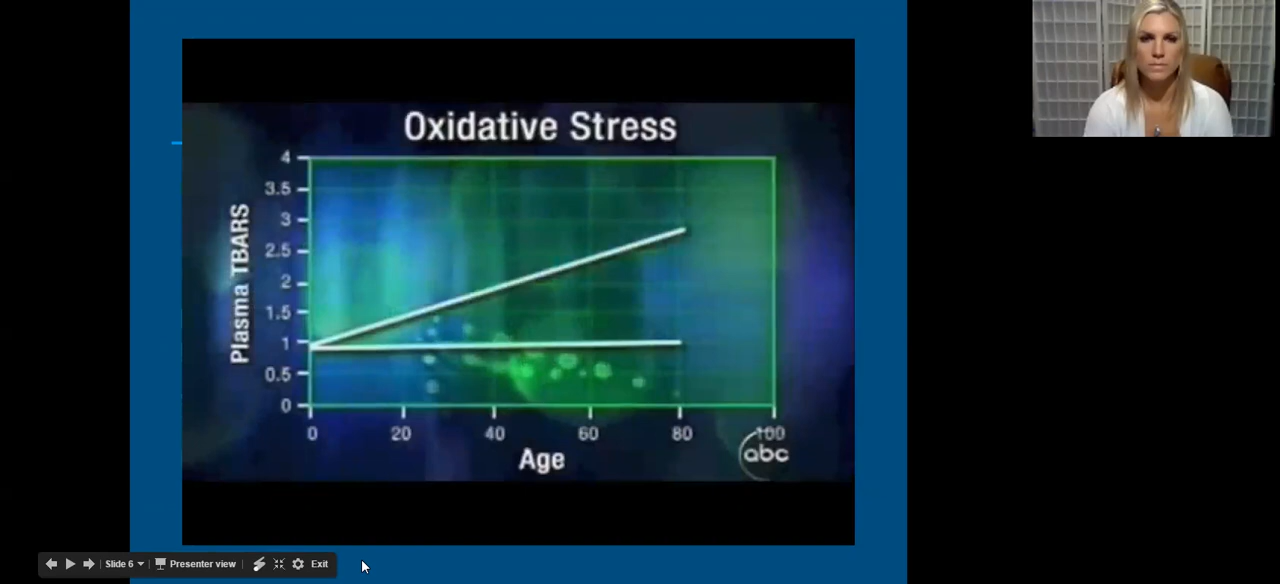 Oxidative Stress
4
3.5
3
2.5
2
1.5
1
0.5
0
Plasma TBARS
0 20 40 60 80 100
Age
abc
Slide 6 Presenter view Exit